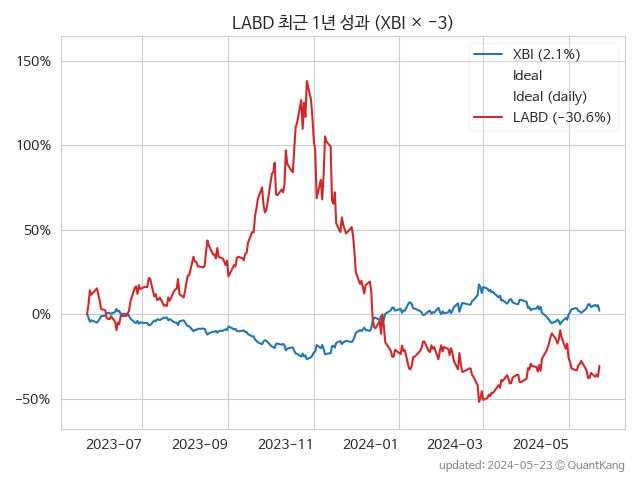 LABD 최근 1년 성과 (XBI × −3)
XBI (2.1%)
Ideal
Ideal (daily)
LABD (−30.6%)
150%
100%
50%
0%
−50%
2023−07
2023−09
2023−11
2024−01
2024−03
2024−05
updated: 2024−05−23 © QuantKang